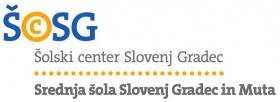 ŠCSG
Šolski center Slovenj Gradec
Srednja šola Slovenj Gradec in Muta